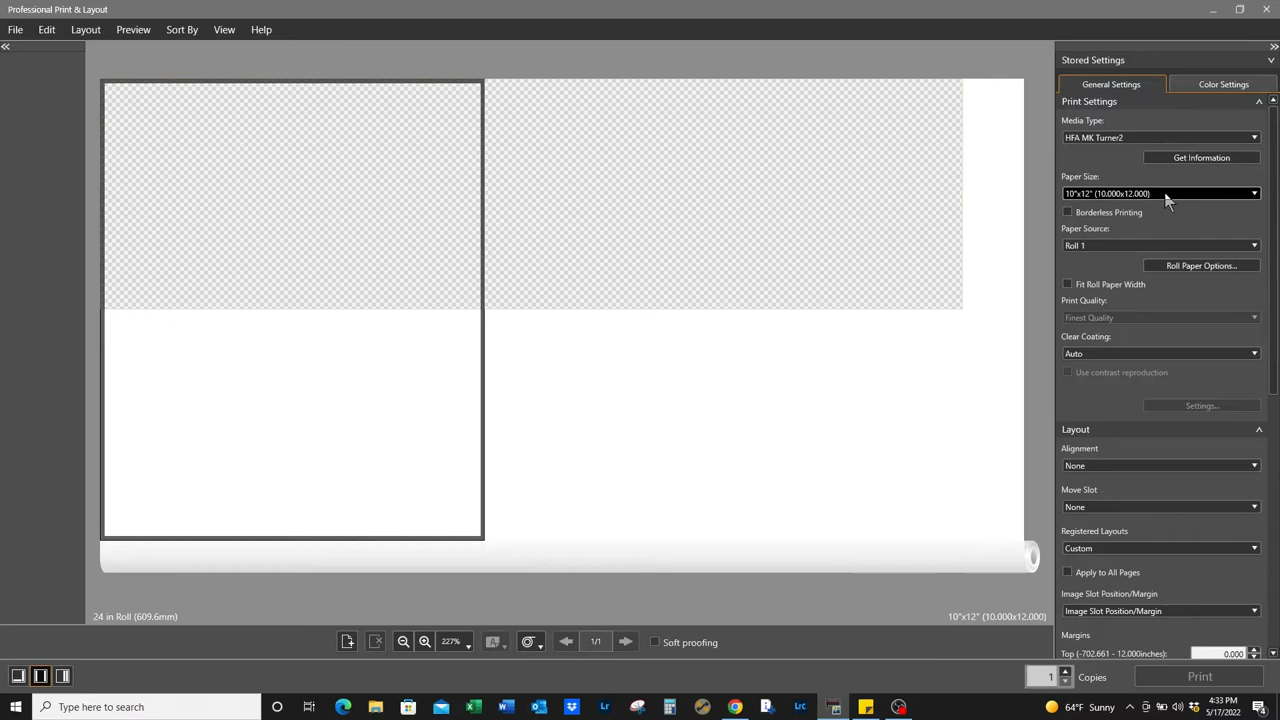 Professional Print & Layout
File Edit Layout Preview Sort By View Help
Stored Settings
General Settings Color Settings
Print Settings
Media Type:
HFA MK Turner2
Get Information
Paper Size:
10"x12" (10.000x12.000)
Borderless Printing
Paper Source:
Roll 1
Roll Paper Options...
Fit Roll Paper Width
Print Quality:
Finest Quality
Clear Coating:
Auto
Use contrast reproduction
Settings...
Layout
Alignment
None
Move Slot
None
Registered Layouts
Custom
Apply to All Pages
Image Slot Position/Margin
Image Slot Position/Margin
Margins
Top (-702.661 - 12.000inches): 0.000
24 in Roll (609.6mm) 10"x12" (10.000x12.000)
227% A 1/1 Soft proofing
1 Copies Print
Type here to search
Lr Lrc
64°F Sunny
4:33 PM
5/17/2022
4